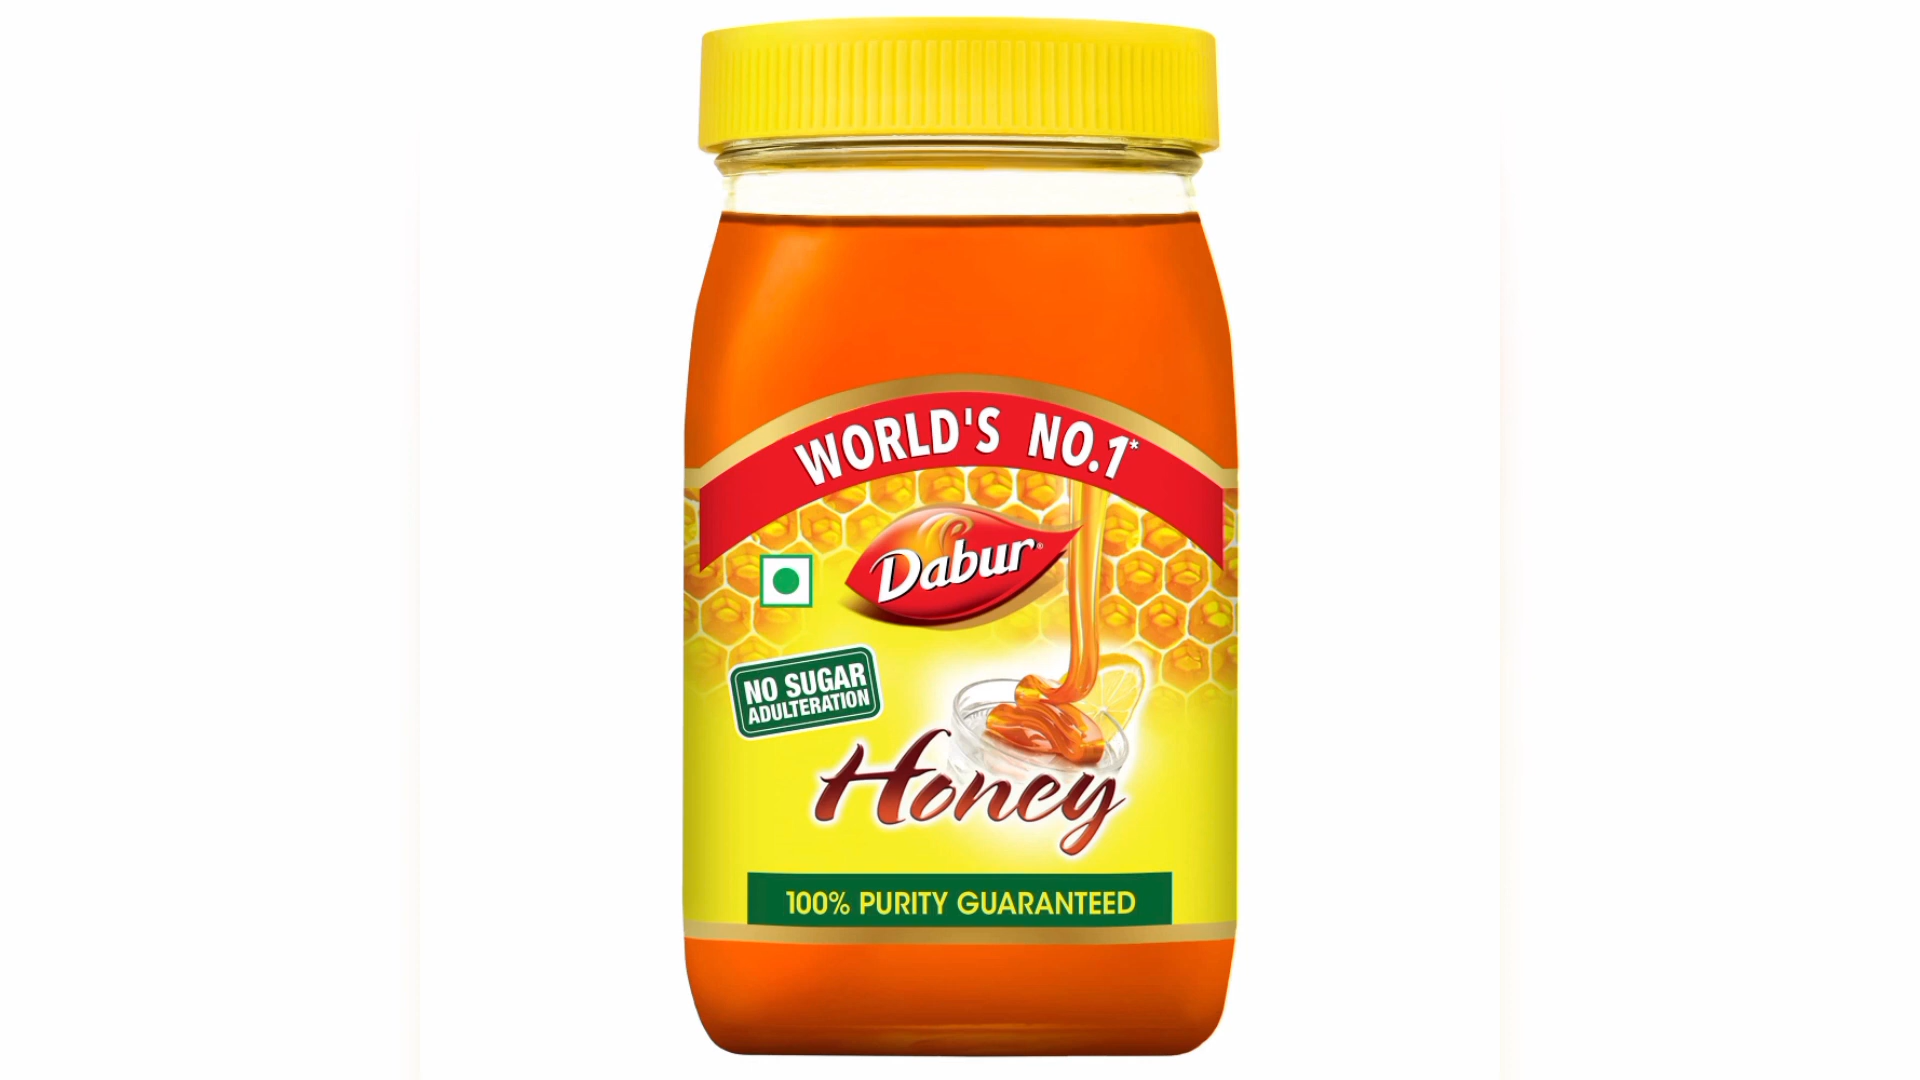 WORLD'S NO.1*
Dabur®
NO SUGAR
ADULTERATION
Honey
100% PURITY GUARANTEED